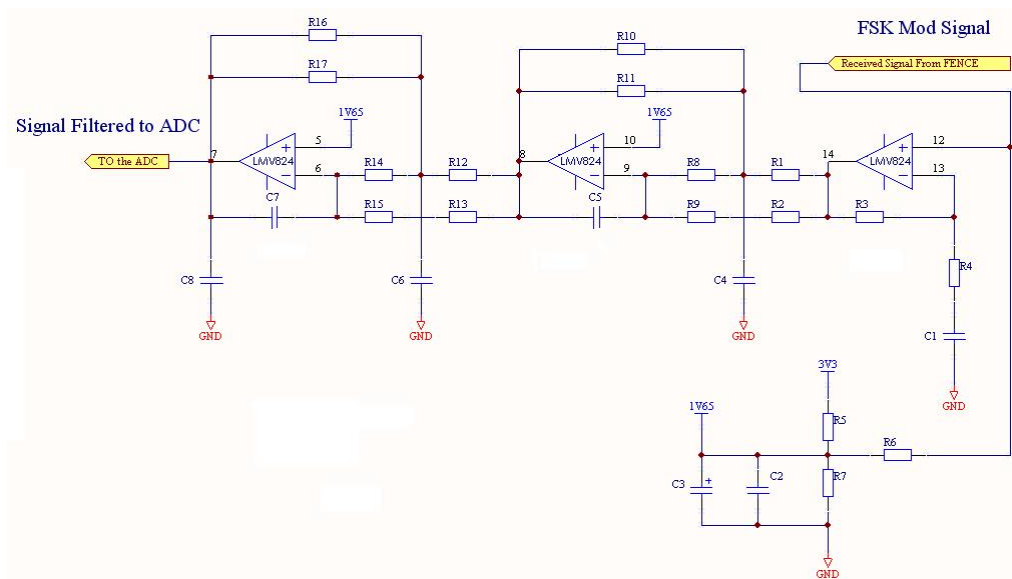 R16
FSK Mod Signal
R10
Received Signal From FENCE
R17
R11
Signal Filtered to ADC
1V65
1V65
5
10
12
TO the ADC
7
LMV824
8
LMV824
14
LMV824
6
R14
R12
9
R8
R1
13
C7
R15
R13
C5
R9
R2
R3
C8
C6
C4
R4
GND
GND
GND
C1
3V3
GND
1V65
R5
R6
C3
+
C2
R7
GND